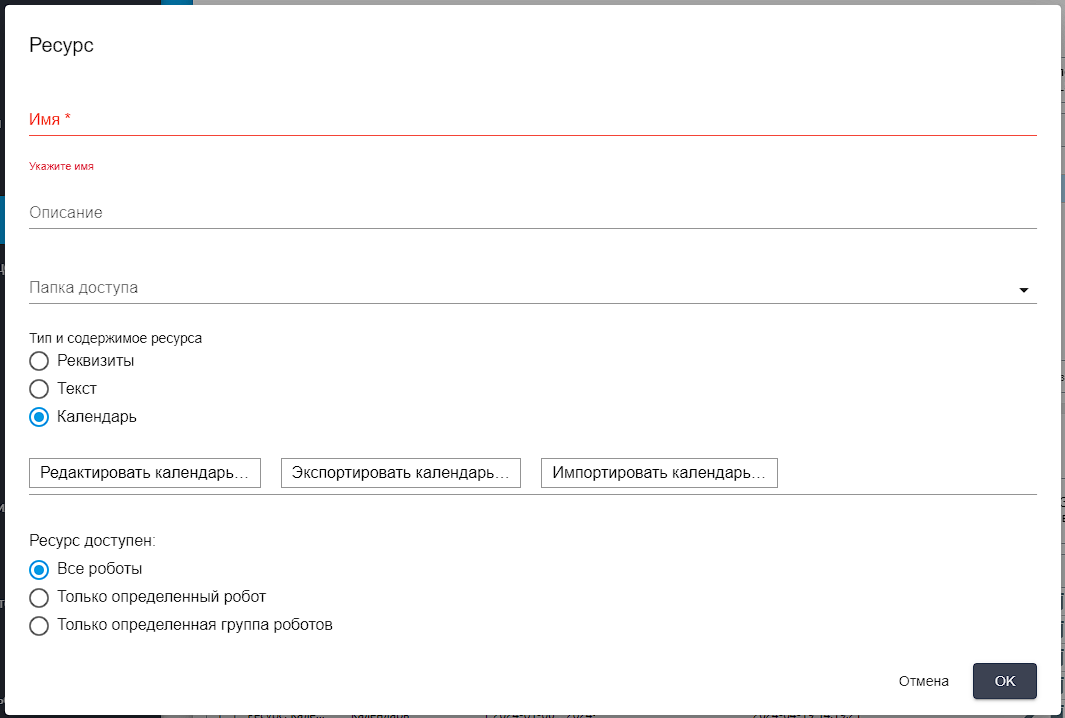 Ресурс
Имя *
Укажите имя
Описание
Папка доступа
Тип и содержимое ресурса
Реквизиты
Текст
Календарь
Редактировать календарь... Экспортировать календарь... Импортировать календарь...
Ресурс доступен:
Все роботы
Только определенный робот
Только определенная группа роботов
Отмена OK